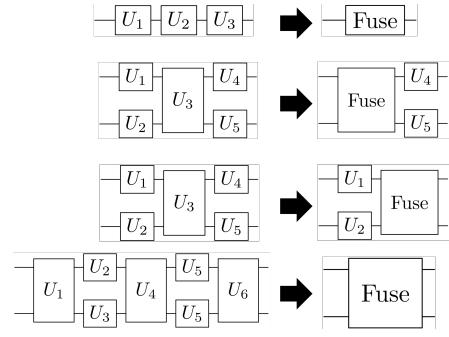 U₁ U₂ U₃ Fuse
U₁ U₄ U₄
U₃ Fuse
U₂ U₅ U₅
U₁ U₄ U₁
U₃ Fuse
U₂ U₅ U₂
U₂ U₅
U₁ U₄ U₆ Fuse
U₃ U₅